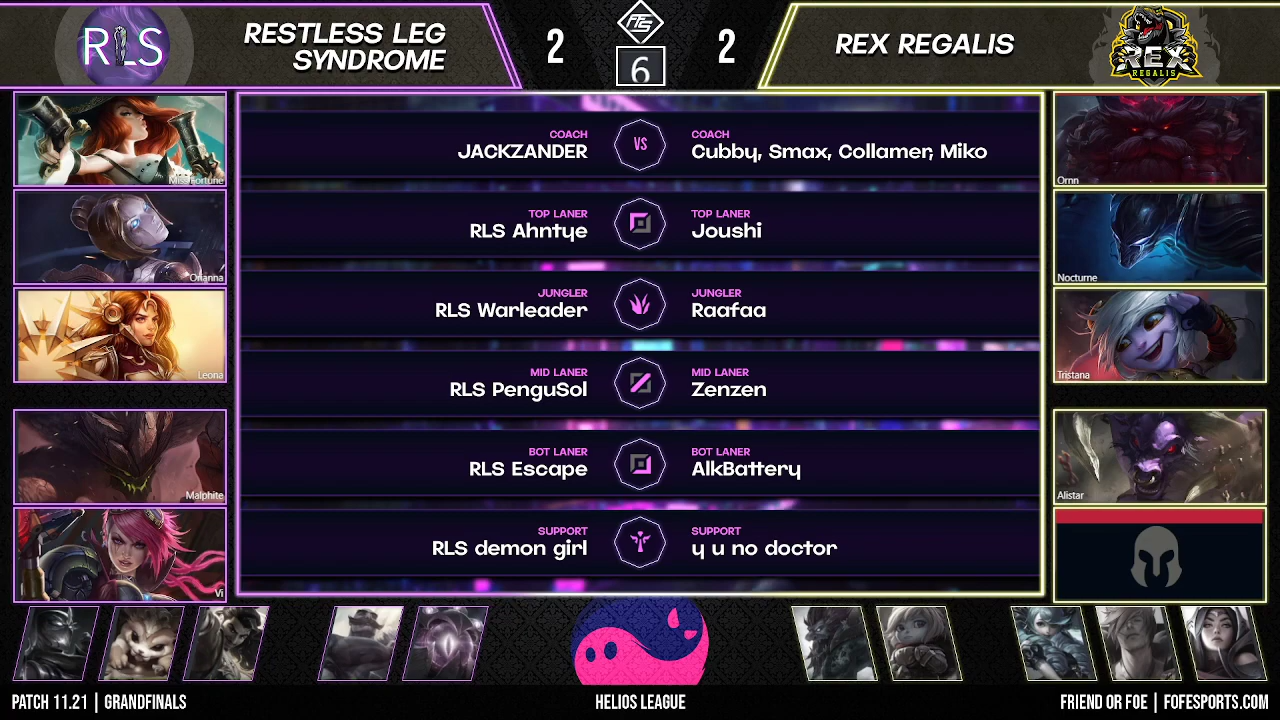 RLS
RESTLESS LEG
SYNDROME
2
FFS
6
2
REX REGALIS
REX
REGALIS
Miss Fortune
Orianna
Leona
Malphite
Vi
COACH
JACKZANDER
VS
COACH
Cubby, Smax, Collamer, Miko
TOP LANER
RLS Ahntye
TOP LANER
Joushi
JUNGLER
RLS Warleader
JUNGLER
Raafaa
MID LANER
RLS PenguSol
MID LANER
Zenzen
BOT LANER
RLS Escape
BOT LANER
AlkBattery
SUPPORT
RLS demon girl
SUPPORT
y u no doctor
Ornn
Nocturne
Tristana
Alistar
PATCH 11.21 | GRANDFINALS
HELIOS LEAGUE
FRIEND OR FOE | FOFESPORTS.COM